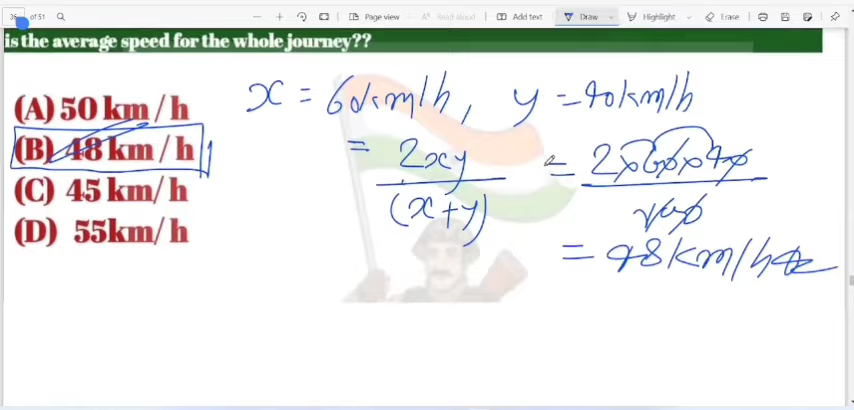 36 of 51 Page view Read aloud Add text Draw Highlight Erase
is the average speed for the whole journey??
(A) 50 km/h
(B) 48 km/h
(C) 45 km/h
(D) 55km/h
x = 60km/h, y = 40km/h
= 2xy / (x+y) = 2×60×40 / 100
= 48km/h